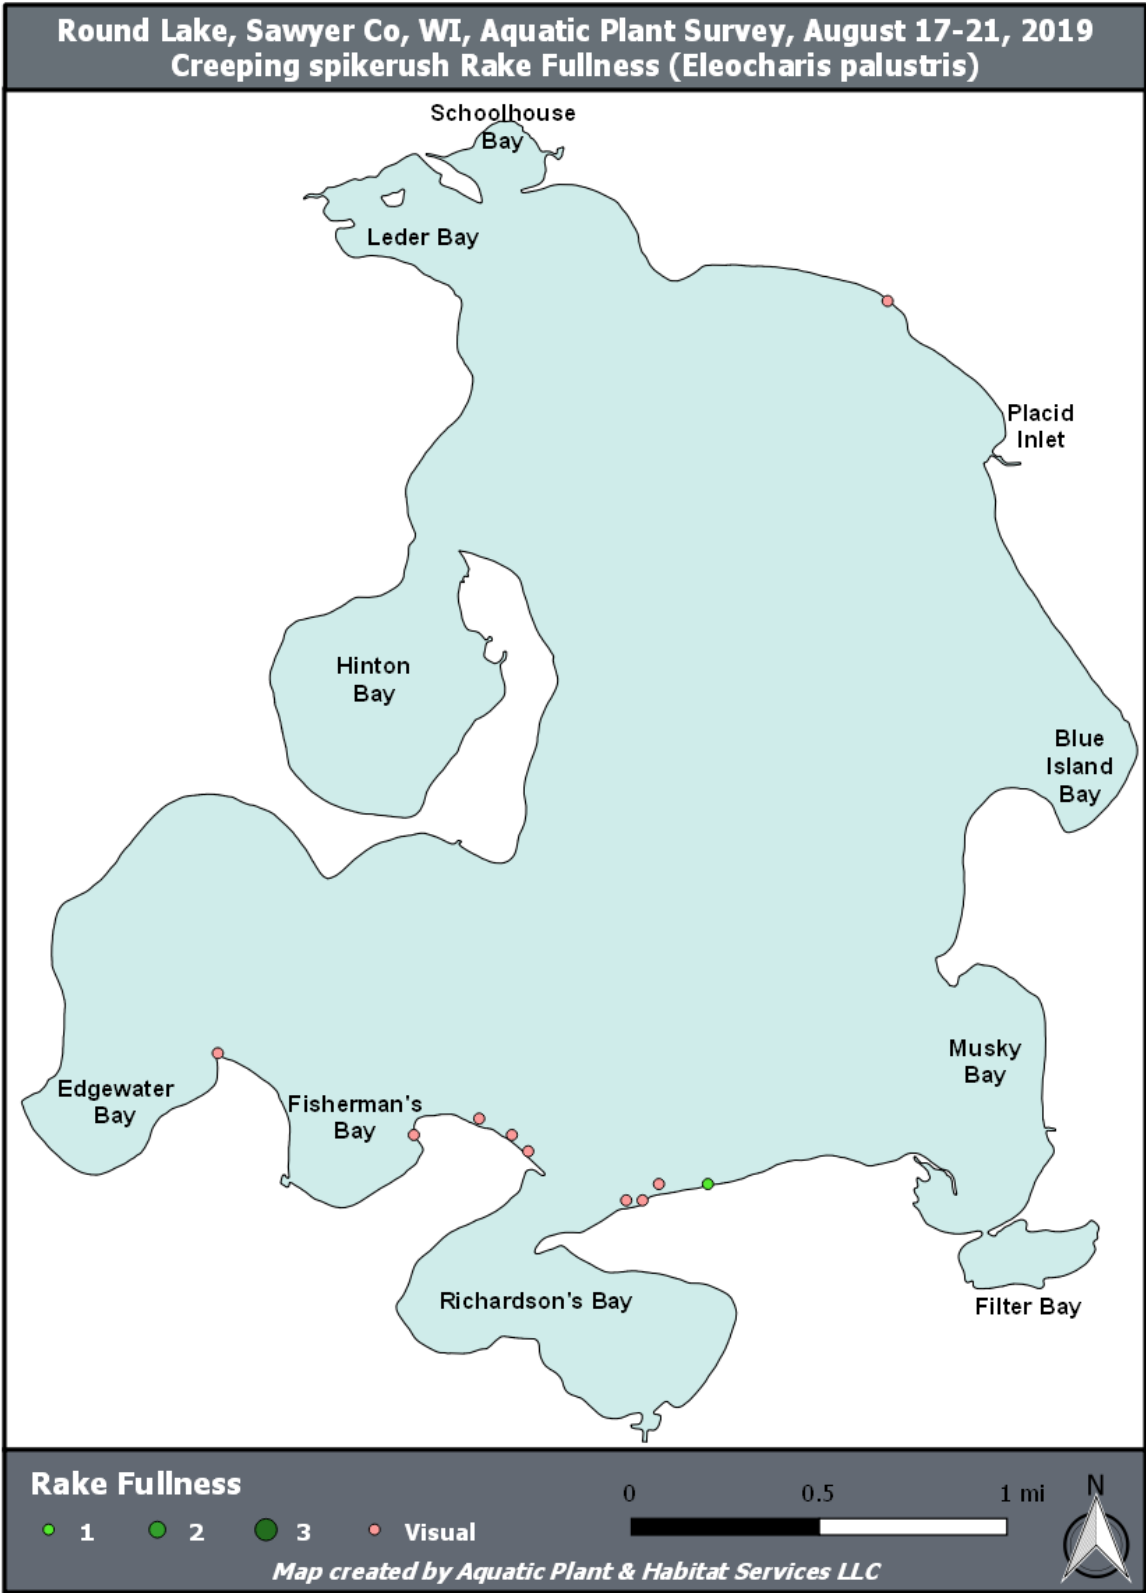 Round Lake, Sawyer Co, WI, Aquatic Plant Survey, August 17-21, 2019
Creeping spikerush Rake Fullness (Eleocharis palustris)
Schoolhouse
Bay
Leder Bay
Placid
Inlet
Hinton
Bay
Blue
Island
Bay
Musky
Bay
Edgewater
Bay
Fisherman's
Bay
Richardson's Bay
Filter Bay
Rake Fullness
1 2 3 Visual
0 0.5 1 mi
N
Map created by Aquatic Plant & Habitat Services LLC